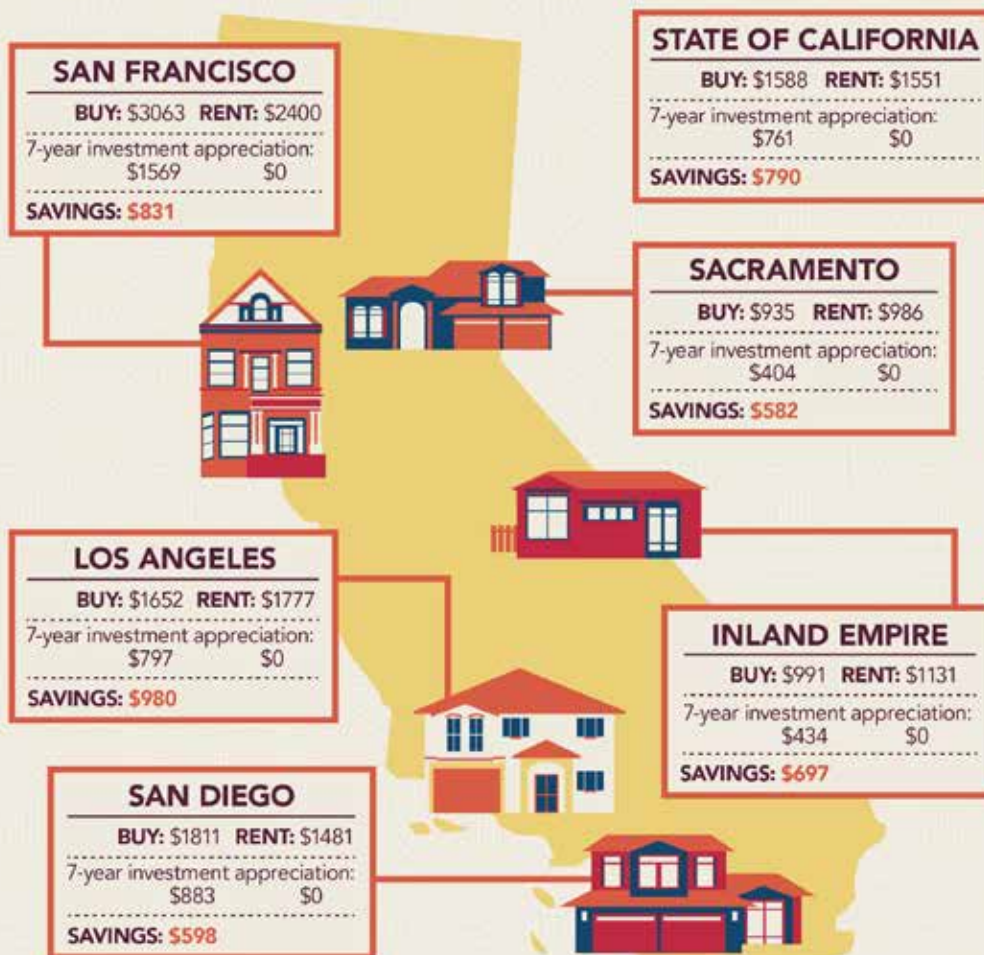 SAN FRANCISCO
BUY: $3063 RENT: $2400
7-year investment appreciation:
$1569 $0
SAVINGS: $831
STATE OF CALIFORNIA
BUY: $1588 RENT: $1551
7-year investment appreciation:
$761 $0
SAVINGS: $790
SACRAMENTO
BUY: $935 RENT: $986
7-year investment appreciation:
$404 $0
SAVINGS: $582
LOS ANGELES
BUY: $1652 RENT: $1777
7-year investment appreciation:
$797 $0
SAVINGS: $980
INLAND EMPIRE
BUY: $991 RENT: $1131
7-year investment appreciation:
$434 $0
SAVINGS: $697
SAN DIEGO
BUY: $1811 RENT: $1481
7-year investment appreciation:
$883 $0
SAVINGS: $598